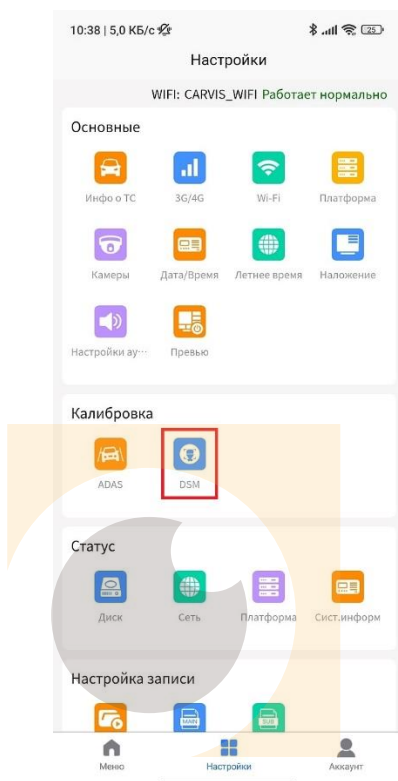 10:38 | 5,0 КБ/с 25
Настройки
WIFI: CARVIS_WIFI Работает нормально
Основные
Инфо о ТС 3G/4G Wi-Fi Платформа
Камеры Дата/Время Летнее время Наложение
Настройки ау··· Превью
Калибровка
ADAS DSM
Статус
Диск Сеть Платформа Сист.информ
Настройка записи
MAIN SUB
Меню Настройки Аккаунт